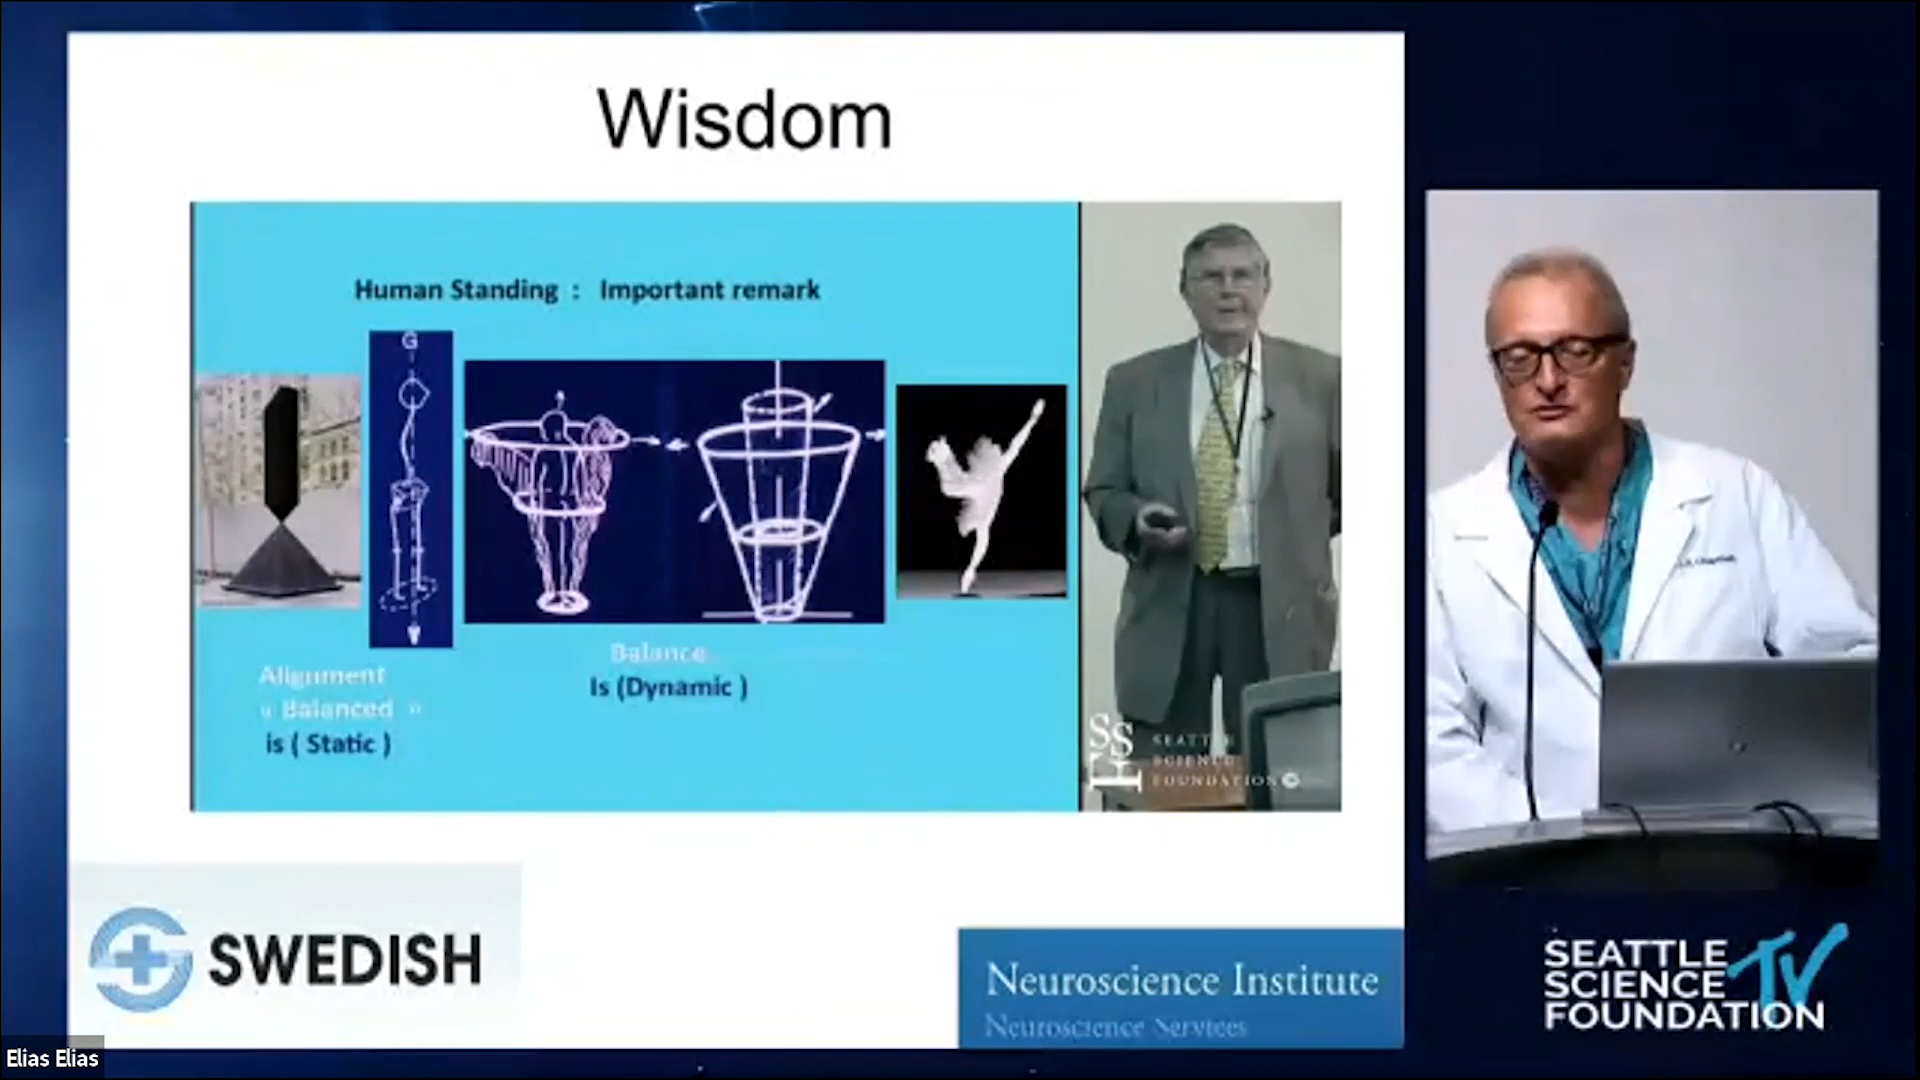 Wisdom
Human Standing : Important remark
G
Alignment
« Balanced »
is ( Static )
Balance
Is (Dynamic )
SSF
SEATTLE
SCIENCE
FOUNDATION
SWEDISH
Neuroscience Institute
Neuroscience Services
SEATTLE
SCIENCE TV
FOUNDATION
Elias Elias